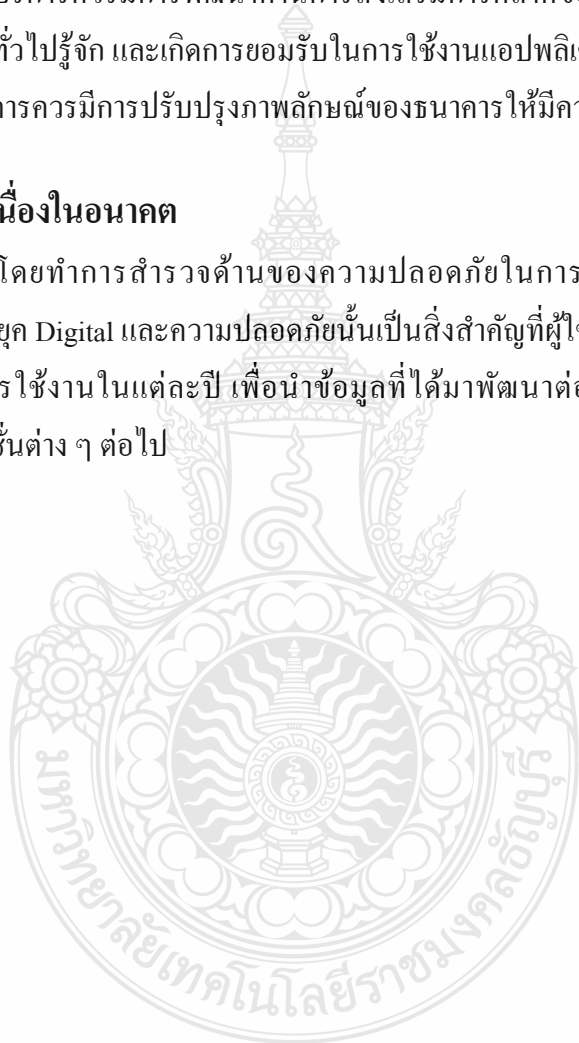 ทั่วไปรู้จัก และเกิดการยอมรับในการใช้งานแอปพลิเ
การควรมีการปรับปรุงภาพลักษณ์ของธนาคารให้มีคว
นื่องในอนาคต
โดยทำการสำรวจด้านของความปลอดภัยในการ
ยุค Digital และความปลอดภัยนั้นเป็นสิ่งสำคัญที่ผู้ใช
รใช้งานในแต่ละปี เพื่อนำข้อมูลที่ได้มาพัฒนาต่อ
ชั่นต่าง ๆ ต่อไป
มหาวิทยาลัยเทคโนโลยีราชมงคลธัญบุรี